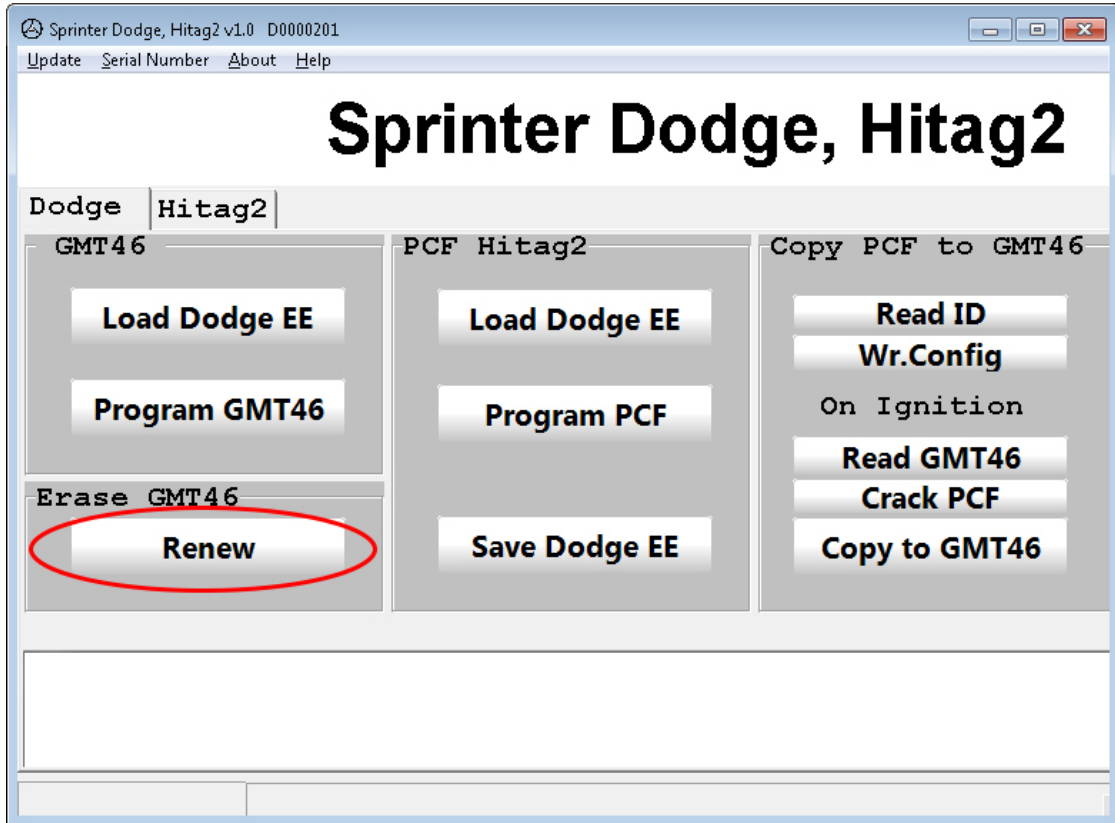 Sprinter Dodge, Hitag2 v1.0 D0000201
Update Serial Number About Help
Sprinter Dodge, Hitag2
Dodge Hitag2
GMT46
Load Dodge EE
Program GMT46
Erase GMT46
Renew
PCF Hitag2
Load Dodge EE
Program PCF
Save Dodge EE
Copy PCF to GMT46
Read ID
Wr.Config
On Ignition
Read GMT46
Crack PCF
Copy to GMT46